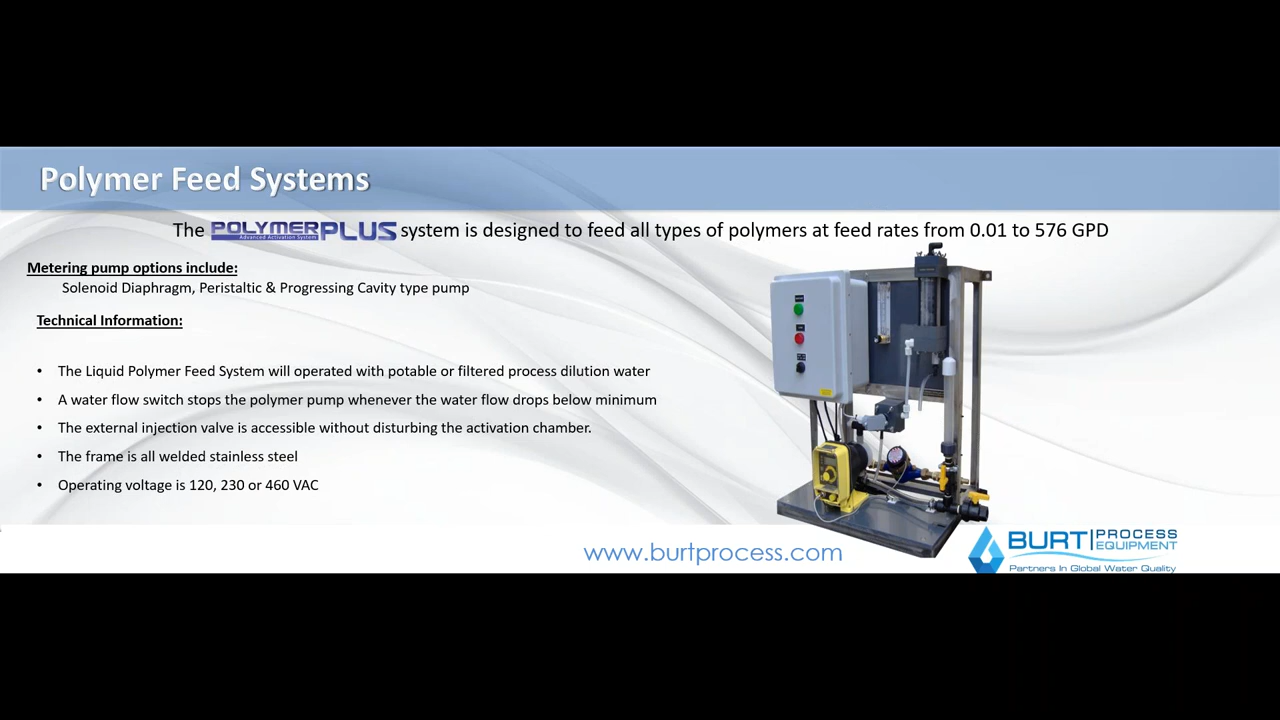 Polymer Feed Systems
The POLYMERPLUS system is designed to feed all types of polymers at feed rates from 0.01 to 576 GPD
Advanced Activation System
Metering pump options include:
Solenoid Diaphragm, Peristaltic & Progressing Cavity type pump
Technical Information:
• The Liquid Polymer Feed System will operated with potable or filtered process dilution water
• A water flow switch stops the polymer pump whenever the water flow drops below minimum
• The external injection valve is accessible without disturbing the activation chamber.
• The frame is all welded stainless steel
• Operating voltage is 120, 230 or 460 VAC
www.burtprocess.com
BURT|PROCESS EQUIPMENT
Partners In Global Water Quality